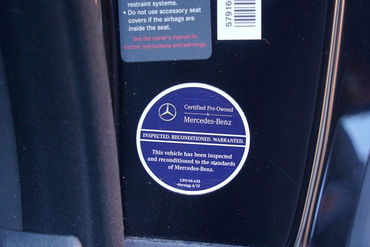 restraint systems.
• Do not use accessory seat
covers if the airbags are
inside the seat.
See the owner's manual for
further instructions and warnings.
57916
Certified Pre-Owned
Mercedes-Benz
INSPECTED. RECONDITIONED. WARRANTED.
This vehicle has been inspected
and reconditioned to the standards
of Mercedes-Benz.